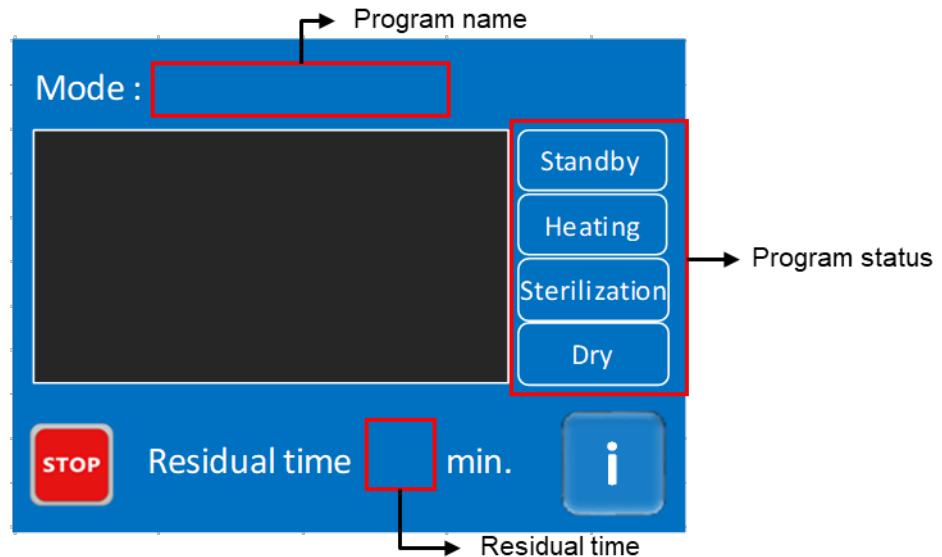 Program name
Mode :
Standby
Heating
Sterilization
Dry
Program status
STOP
Residual time
min.
i
Residual time